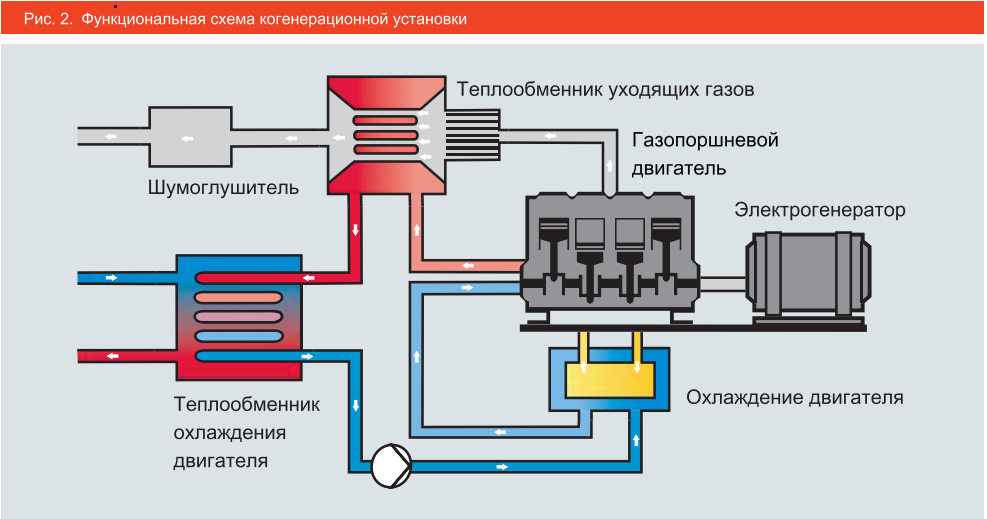 Рис. 2. Функциональная схема когенерационной установки
Теплообменник уходящих газов
Газопоршневой
двигатель
Шумоглушитель
Электрогенератор
Теплообменник
охлаждения
двигателя
Охлаждение двигателя